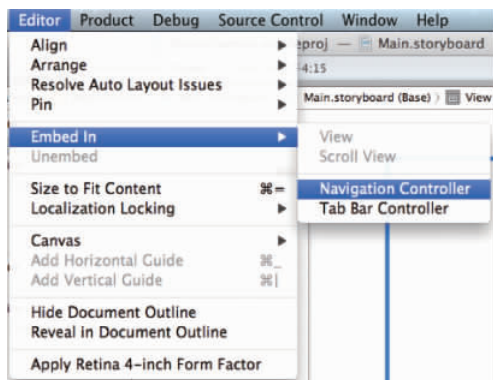 Editor Product Debug Source Control Window Help
eproj — Main.storyboard
4:15
Main.storyboard (Base) 〉 View
Align
Arrange
Resolve Auto Layout Issues
Pin
Embed In
Unembed
Size to Fit Content ⌘=
Localization Locking
Canvas
Add Horizontal Guide ⌘_
Add Vertical Guide ⌘|
Hide Document Outline
Reveal in Document Outline
Apply Retina 4-inch Form Factor
View
Scroll View
Navigation Controller
Tab Bar Controller